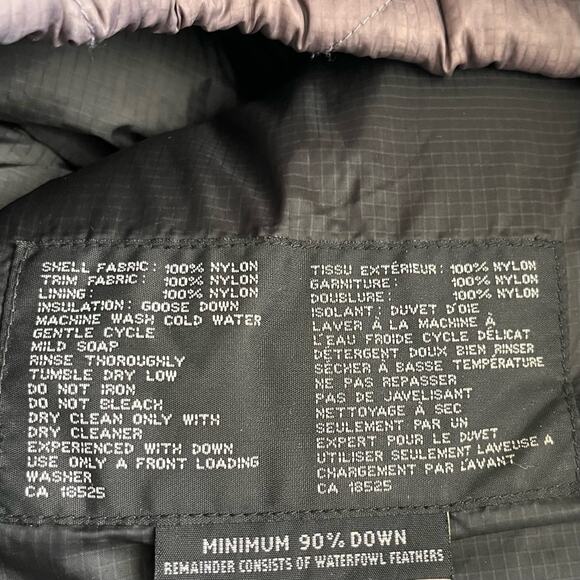 SHELL FABRIC: 100% NYLON
TRIM FABRIC: 100% NYLON
LINING: 100% NYLON
INSULATION: GOOSE DOWN
MACHINE WASH COLD WATER
GENTLE CYCLE
MILD SOAP
RINSE THOROUGHLY
TUMBLE DRY LOW
DO NOT IRON
DO NOT BLEACH
DRY CLEAN ONLY WITH
DRY CLEANER
EXPERIENCED WITH DOWN
USE ONLY A FRONT LOADING
WASHER
CA 18525
TISSU EXTÉRIEUR: 100% NYLON
GARNITURE: 100% NYLON
DOUBLURE: 100% NYLON
ISOLANT: DUVET D'OIE
LAVER À LA MACHINE À
L'EAU FROIDE CYCLE DÉLICAT
DÉTERGENT DOUX BIEN RINSER
SÉCHER À BASSE TEMPÉRATURE
NE PAS REPASSER
PAS DE JAVELISANT
NETTOYAGE À SEC
SEULEMENT PAR UN
EXPERT POUR LE DUVET
UTILISER SEULEMENT LAVEUSE À
CHARGEMENT PAR L'AVANT
CA 18525
MINIMUM 90% DOWN
REMAINDER CONSISTS OF WATERFOWL FEATHERS